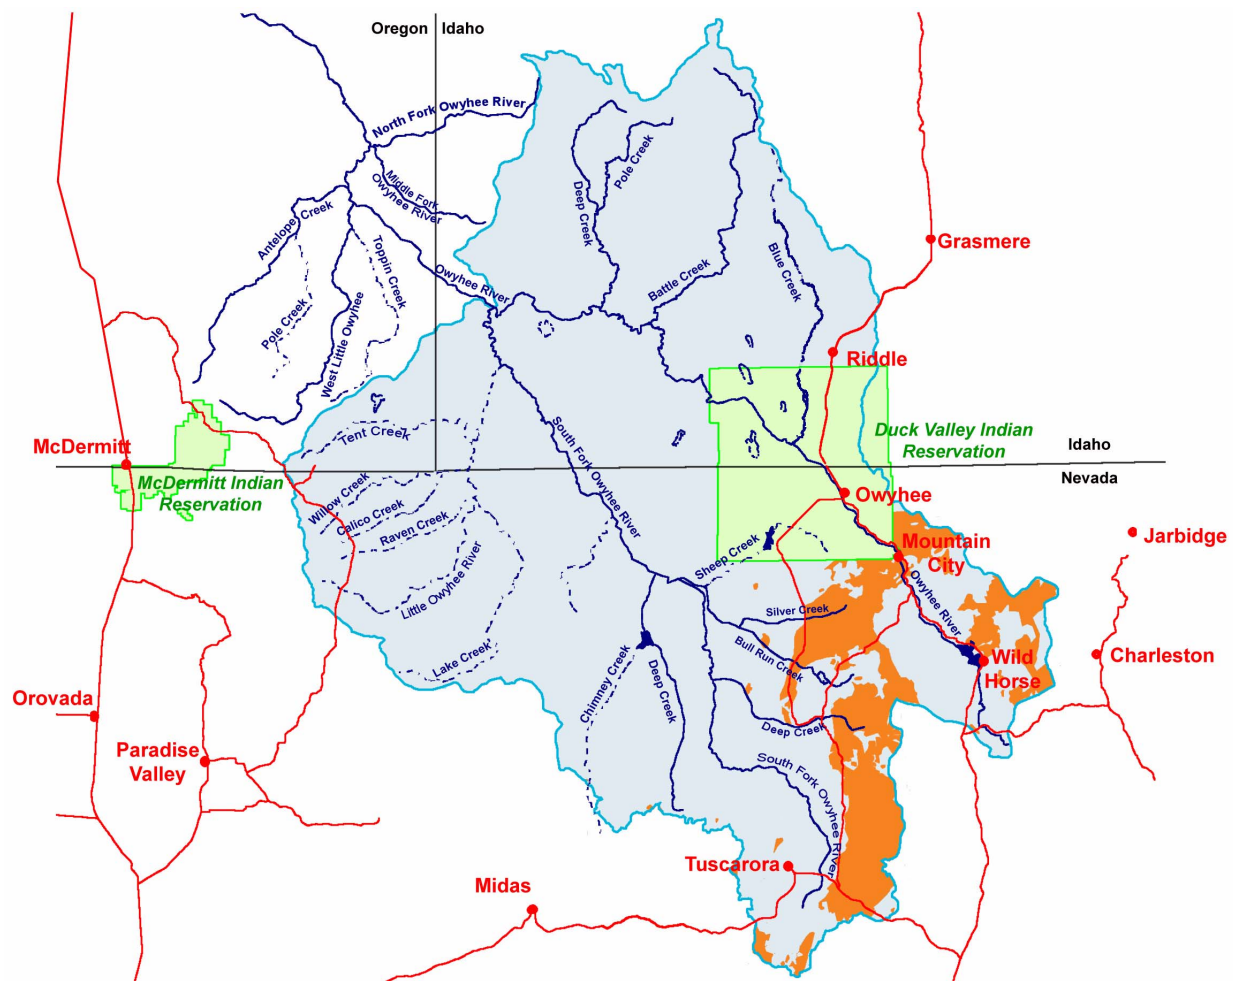 Oregon
Idaho
North Fork Owyhee River
Middle Fork
Owyhee River
Pole Creek
Deep Creek
Antelope Creek
Toppin Creek
Owyhee River
Battle Creek
Blue Creek
Grasmere
Pole Creek
West Little Owyhee
Riddle
McDermitt
Tent Creek
South Fork Owyhee River
Duck Valley Indian
Reservation
Idaho
Nevada
McDermitt Indian
Reservation
Willow Creek
Calico Creek
Raven Creek
Owyhee
Little Owyhee River
Sheep Creek
Mountain
City
Jarbidge
Owyhee River
Silver Creek
Bull Run Creek
Wild
Horse
Charleston
Lake Creek
Chimney Creek
Deep Creek
Deep Creek
Orovada
Paradise
Valley
South Fork Owyhee River
Tuscarora
Midas